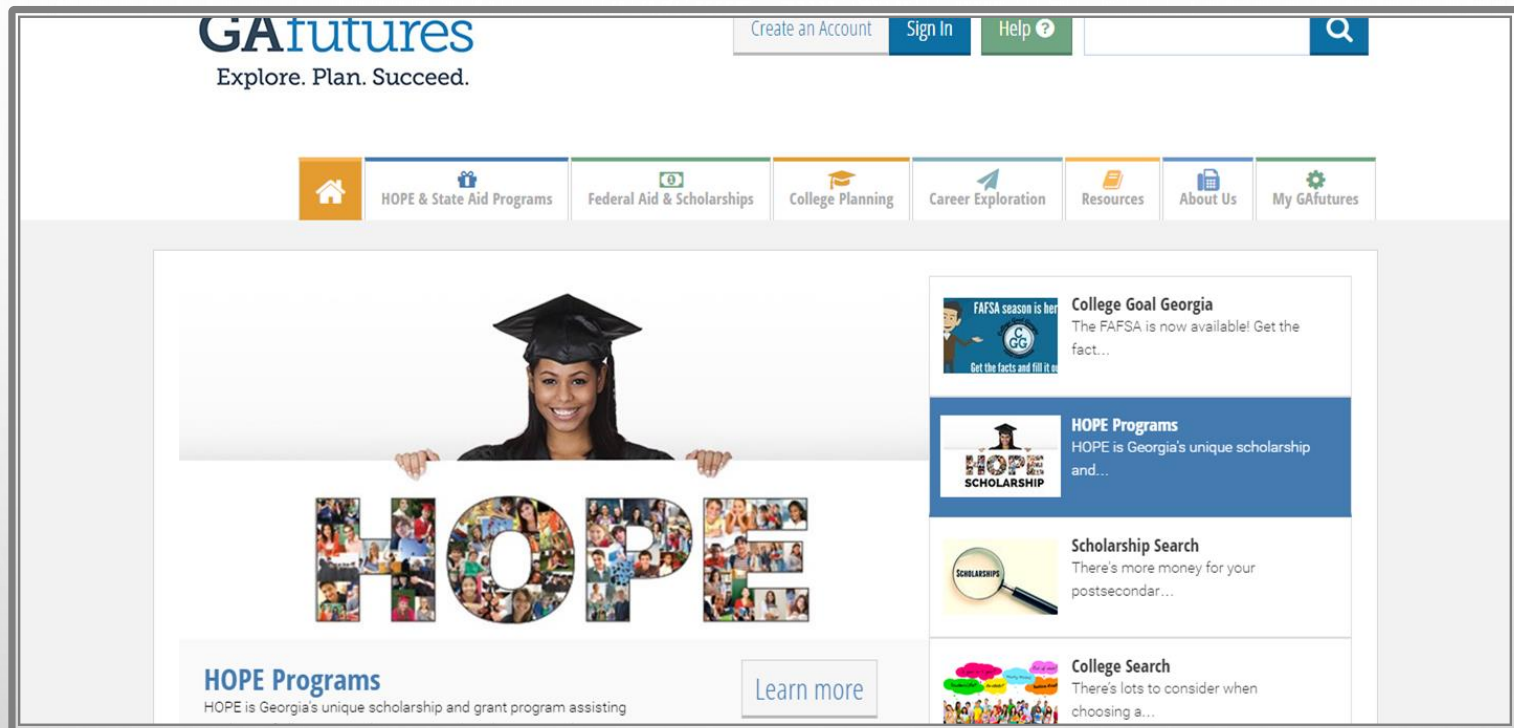 GAfutures
Explore. Plan. Succeed.
Create an Account
Sign In
Help ?
HOPE & State Aid Programs
Federal Aid & Scholarships
College Planning
Career Exploration
Resources
About Us
My GAfutures
HOPE
HOPE Programs
HOPE is Georgia's unique scholarship and grant program assisting
Learn more
FAFSA season is her
CGG
Get the facts and fill it ou
College Goal Georgia
The FAFSA is now available! Get the
fact...
HOPE
SCHOLARSHIP
HOPE Programs
HOPE is Georgia's unique scholarship
and...
SCHOLARSHIPS
Scholarship Search
There's more money for your
postsecondar...
College Search
There's lots to consider when
choosing a...